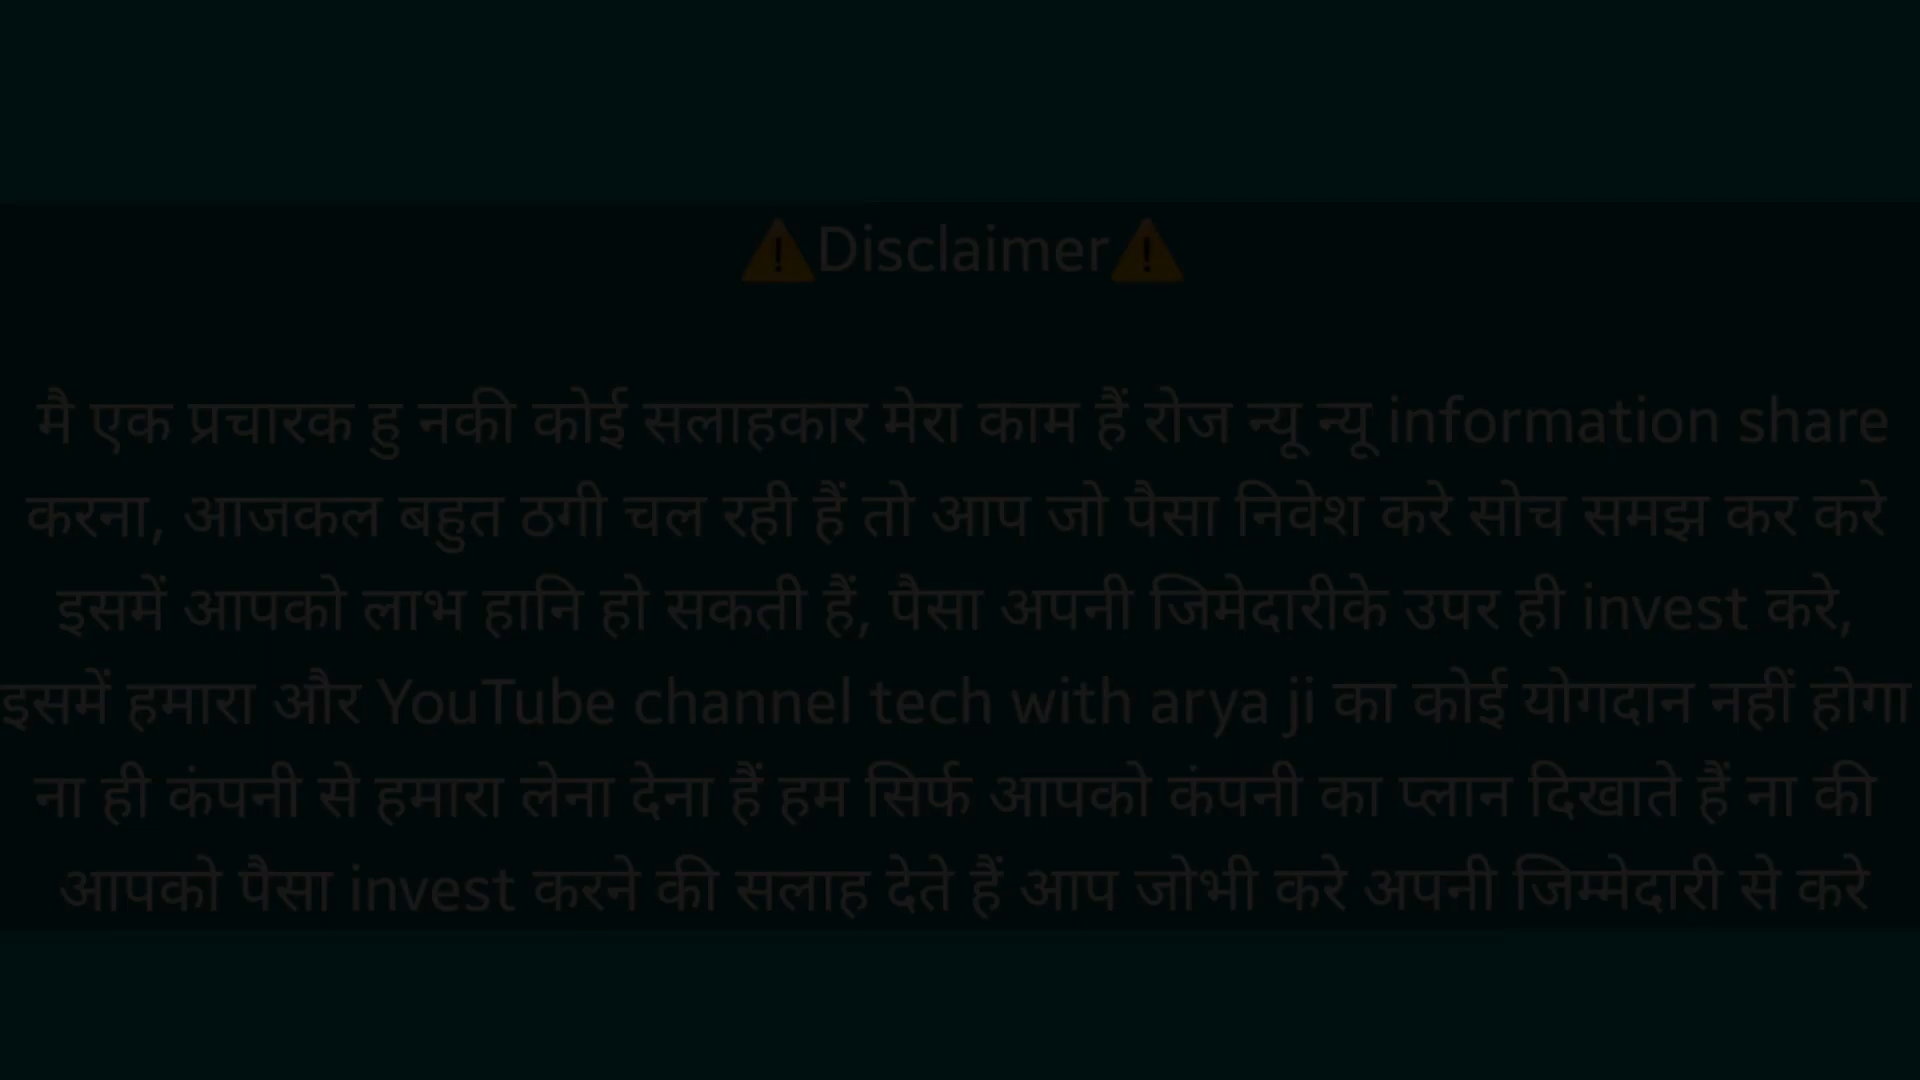 ⚠️Disclaimer⚠️
मै एक प्रचारक हु नकी कोई सलाहकार मेरा काम हैं रोज न्यू न्यू information share
करना, आजकल बहुत ठगी चल रही हैं तो आप जो पैसा निवेश करे सोच समझ कर करे
इसमें आपको लाभ हानि हो सकती हैं, पैसा अपनी जिमेदारीके उपर ही invest करे,
इसमें हमारा और YouTube channel tech with arya ji का कोई योगदान नहीं होगा
ना ही कंपनी से हमारा लेना देना हैं हम सिर्फ आपको कंपनी का प्लान दिखाते हैं ना की
आपको पैसा invest करने की सलाह देते हैं आप जोभी करे अपनी जिम्मेदारी से करे